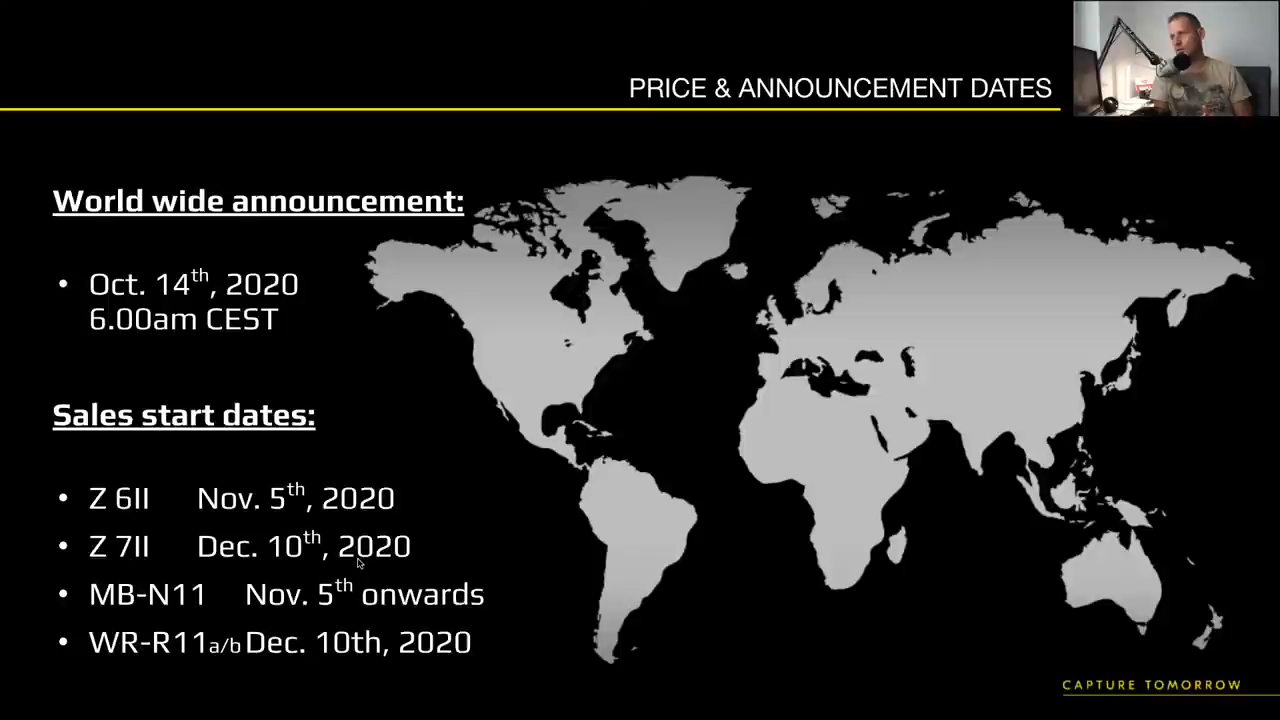 PRICE & ANNOUNCEMENT DATES
World wide announcement:
• Oct. 14th, 2020
6.00am CEST
Sales start dates:
• Z 6II Nov. 5th, 2020
• Z 7II Dec. 10th, 2020
• MB-N11 Nov. 5th onwards
• WR-R11a/b Dec. 10th, 2020
CAPTURE TOMORROW